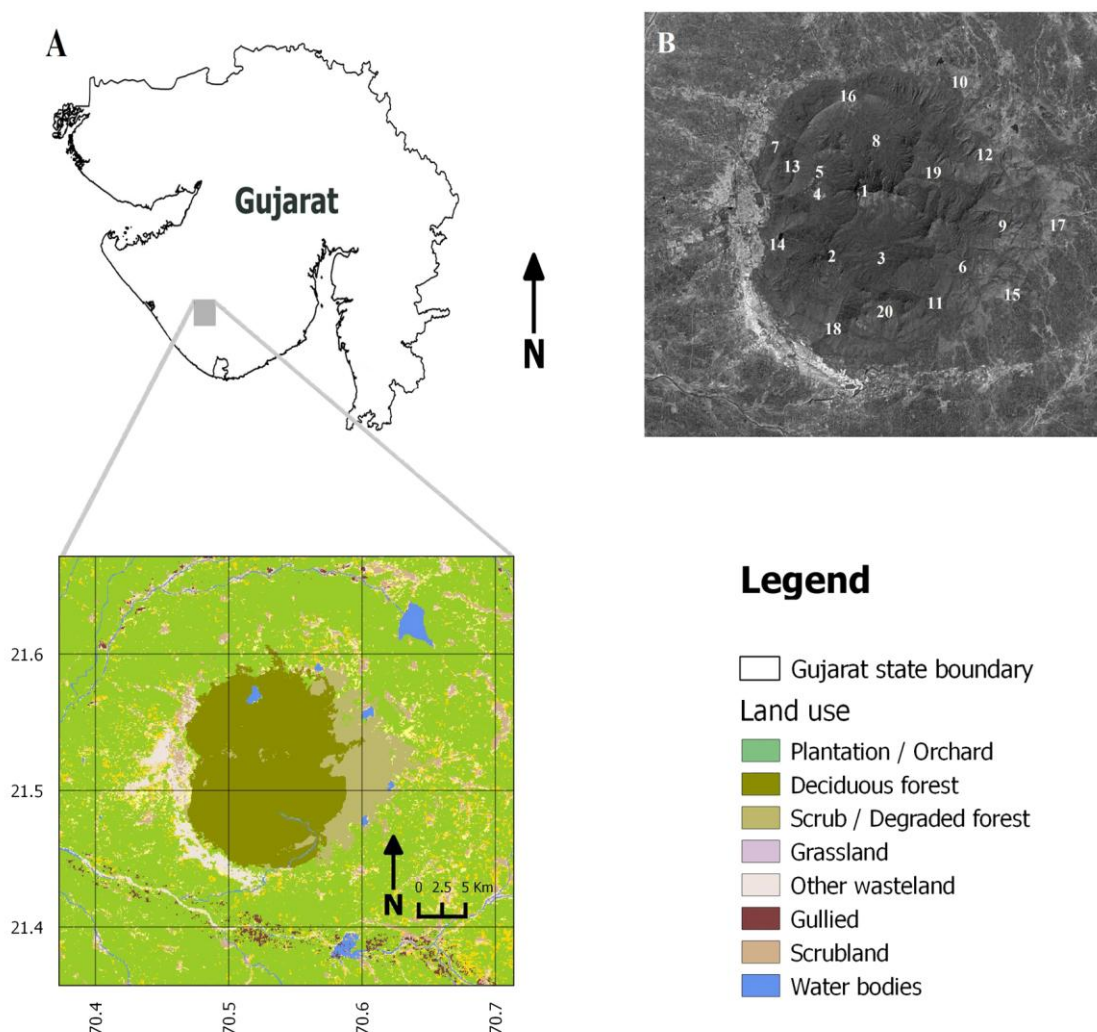 A
Gujarat
N
B
10
16
7
8
12
13
5
19
4
1
14
9
17
2
3
6
15
11
20
18
21.6
21.5
21.4
70.4
70.5
70.6
70.7
0 2.5 5 Km
N
Legend
Gujarat state boundary
Land use
Plantation / Orchard
Deciduous forest
Scrub / Degraded forest
Grassland
Other wasteland
Gullied
Scrubland
Water bodies